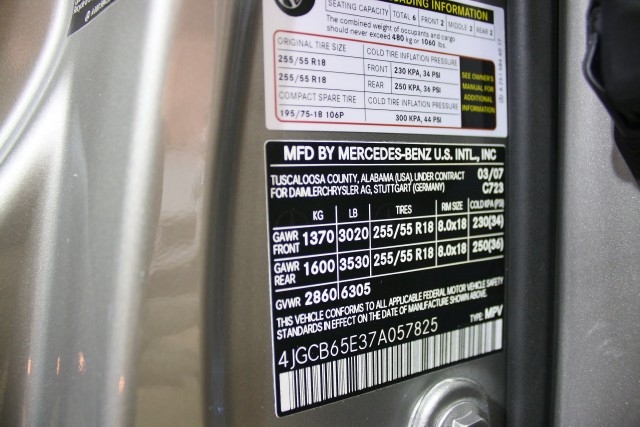 LOADING INFORMATION
SEATING CAPACITY TOTAL 6 FRONT 2 MIDDLE 2 REAR 2
The combined weight of occupants and cargo
should never exceed 480 kg or 1060 lbs.
ORIGINAL TIRE SIZE COLD TIRE INFLATION PRESSURE
255/55 R18 FRONT 230 KPA, 34 PSI
255/55 R18 REAR 250 KPA, 36 PSI
COMPACT SPARE TIRE COLD TIRE INFLATION PRESSURE
195/75-18 106P 300 KPA, 44 PSI
SEE OWNER'S
MANUAL FOR
ADDITIONAL
INFORMATION
MFD BY MERCEDES-BENZ U.S. INTL., INC
TUSCALOOSA COUNTY, ALABAMA (USA). UNDER CONTRACT 03/07
FOR DAIMLERCHRYSLER AG, STUTTGART (GERMANY) C723
KG LB TIRES RIM SIZE COLD KPA (PSI)
GAWR FRONT 1370 3020 255/55 R18 8.0x18 230(34)
GAWR REAR 1600 3530 255/55 R18 8.0x18 250(36)
GVWR 2860 6305
THIS VEHICLE CONFORMS TO ALL APPLICABLE FEDERAL MOTOR VEHICLE SAFETY
STANDARDS IN EFFECT ON THE DATE OF MANUFACTURE SHOWN ABOVE.
4JGCB65E37A057825 TYPE: MPV